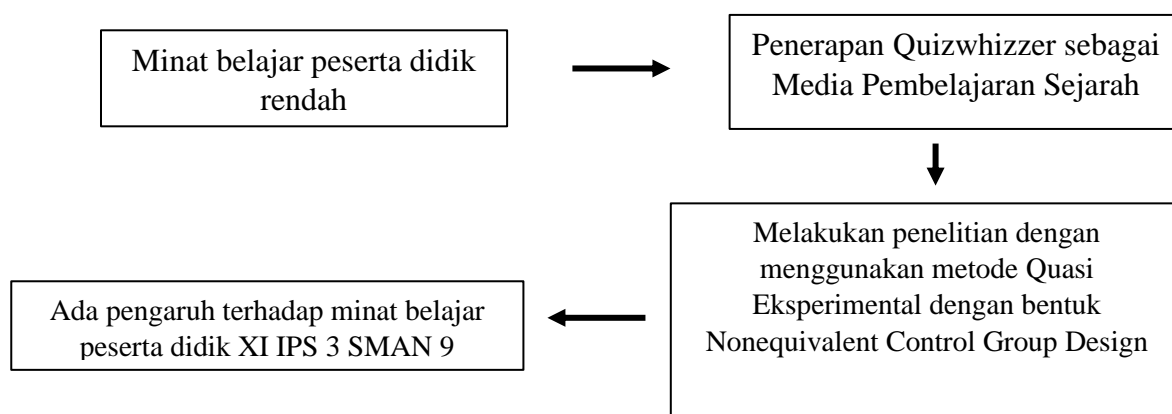 Minat belajar peserta didik
rendah
Penerapan Quizwhizzer sebagai
Media Pembelajaran Sejarah
Melakukan penelitian dengan
menggunakan metode Quasi
Eksperimental dengan bentuk
Nonequivalent Control Group Design
Ada pengaruh terhadap minat belajar
peserta didik XI IPS 3 SMAN 9